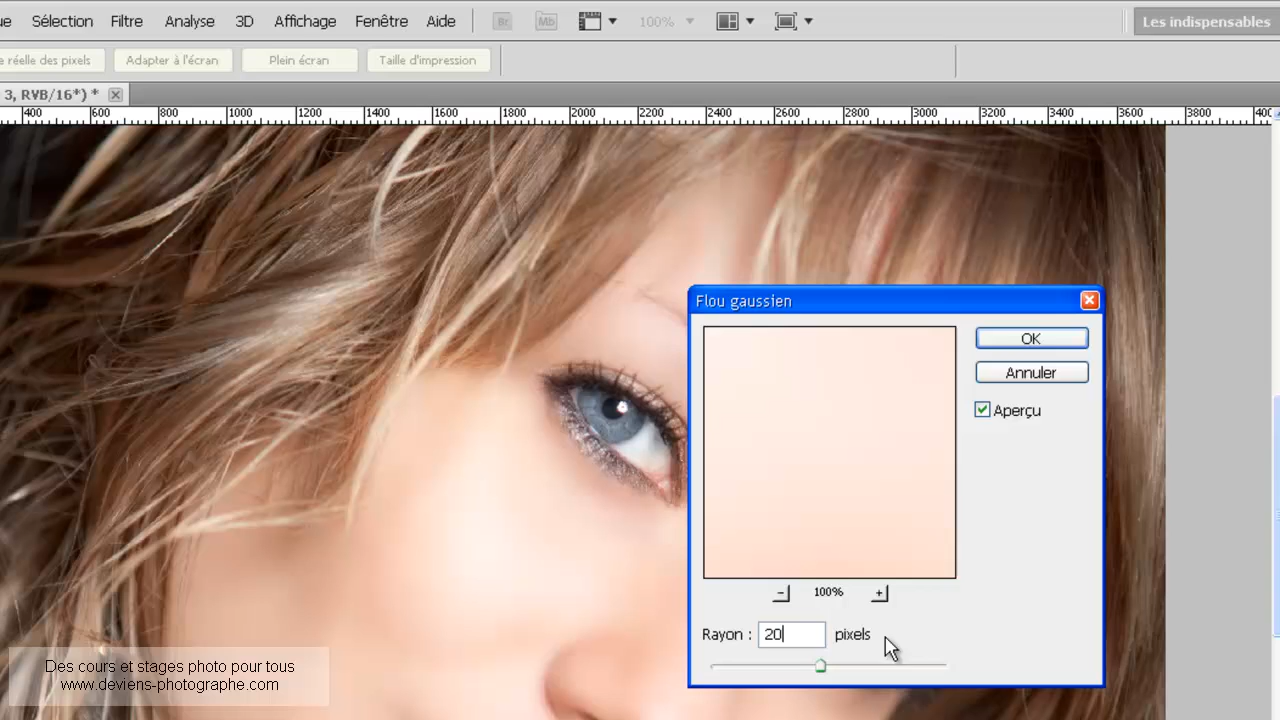 Sélection Filtre Analyse 3D Affichage Fenêtre Aide Br Mb 100% Les indispensables
réelle des pixels Adapter à l'écran Plein écran Taille d'impression
3, RVB/16*) *
400 600 800 1000 1200 1400 1600 1800 2000 2200 2400 2600 2800 3000 3200 3400 3600 3800
Flou gaussien
OK
Annuler
Aperçu
100%
Rayon : 20 pixels
Des cours et stages photo pour tous
www.deviens-photographe.com